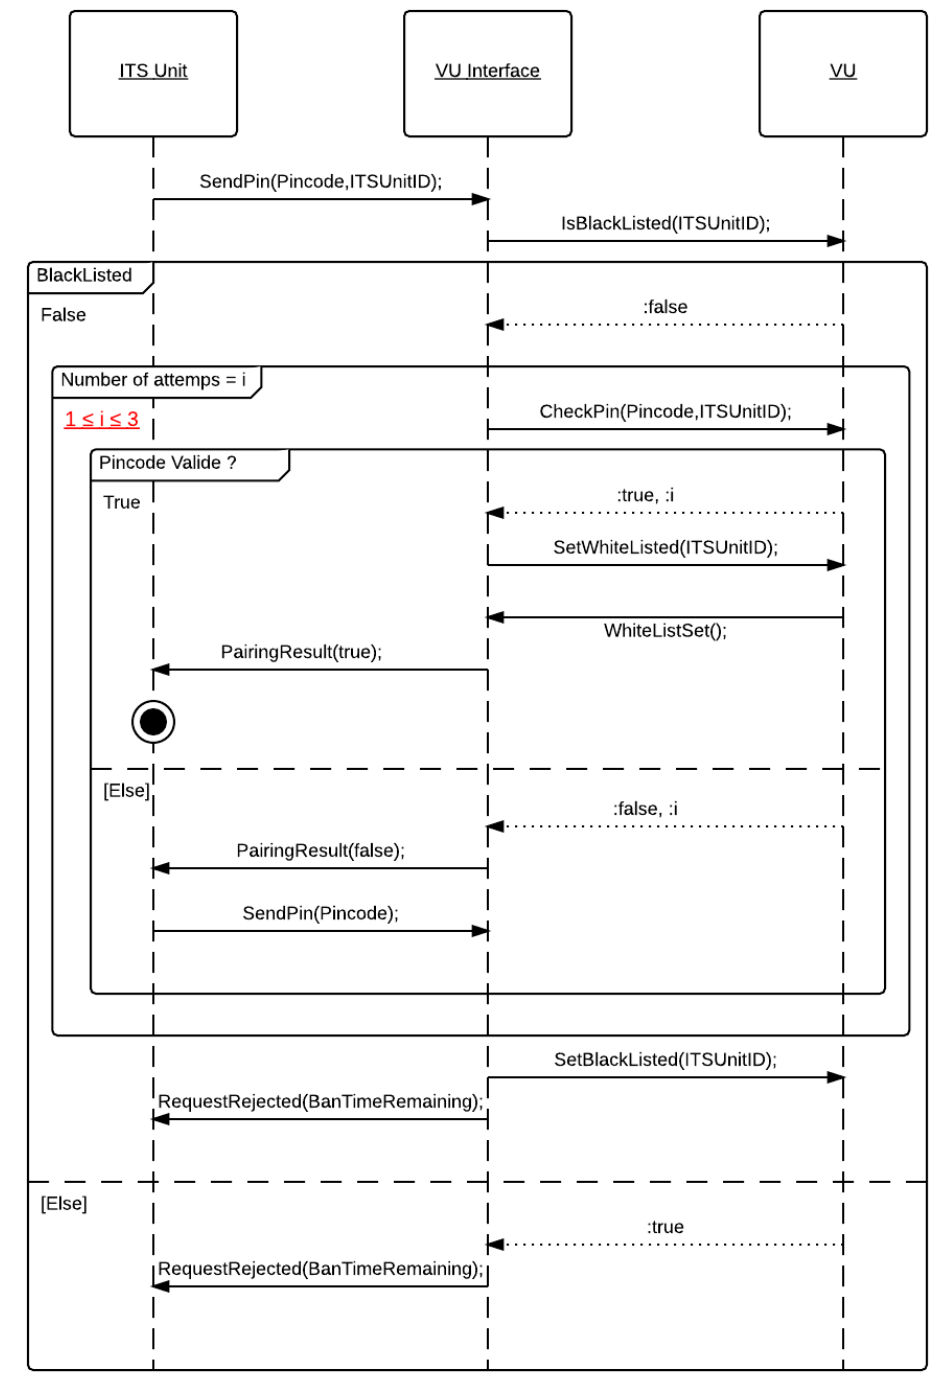 ITS Unit
VU Interface
VU
SendPin(Pincode,ITSUnitID);
IsBlackListed(ITSUnitID);
BlackListed
False
:false
Number of attemps = i
1 ≤ i ≤ 3
CheckPin(Pincode,ITSUnitID);
Pincode Valide ?
True
:true, :i
SetWhiteListed(ITSUnitID);
WhiteListSet();
PairingResult(true);
[Else]
:false, :i
PairingResult(false);
SendPin(Pincode);
SetBlackListed(ITSUnitID);
RequestRejected(BanTimeRemaining);
[Else]
:true
RequestRejected(BanTimeRemaining);